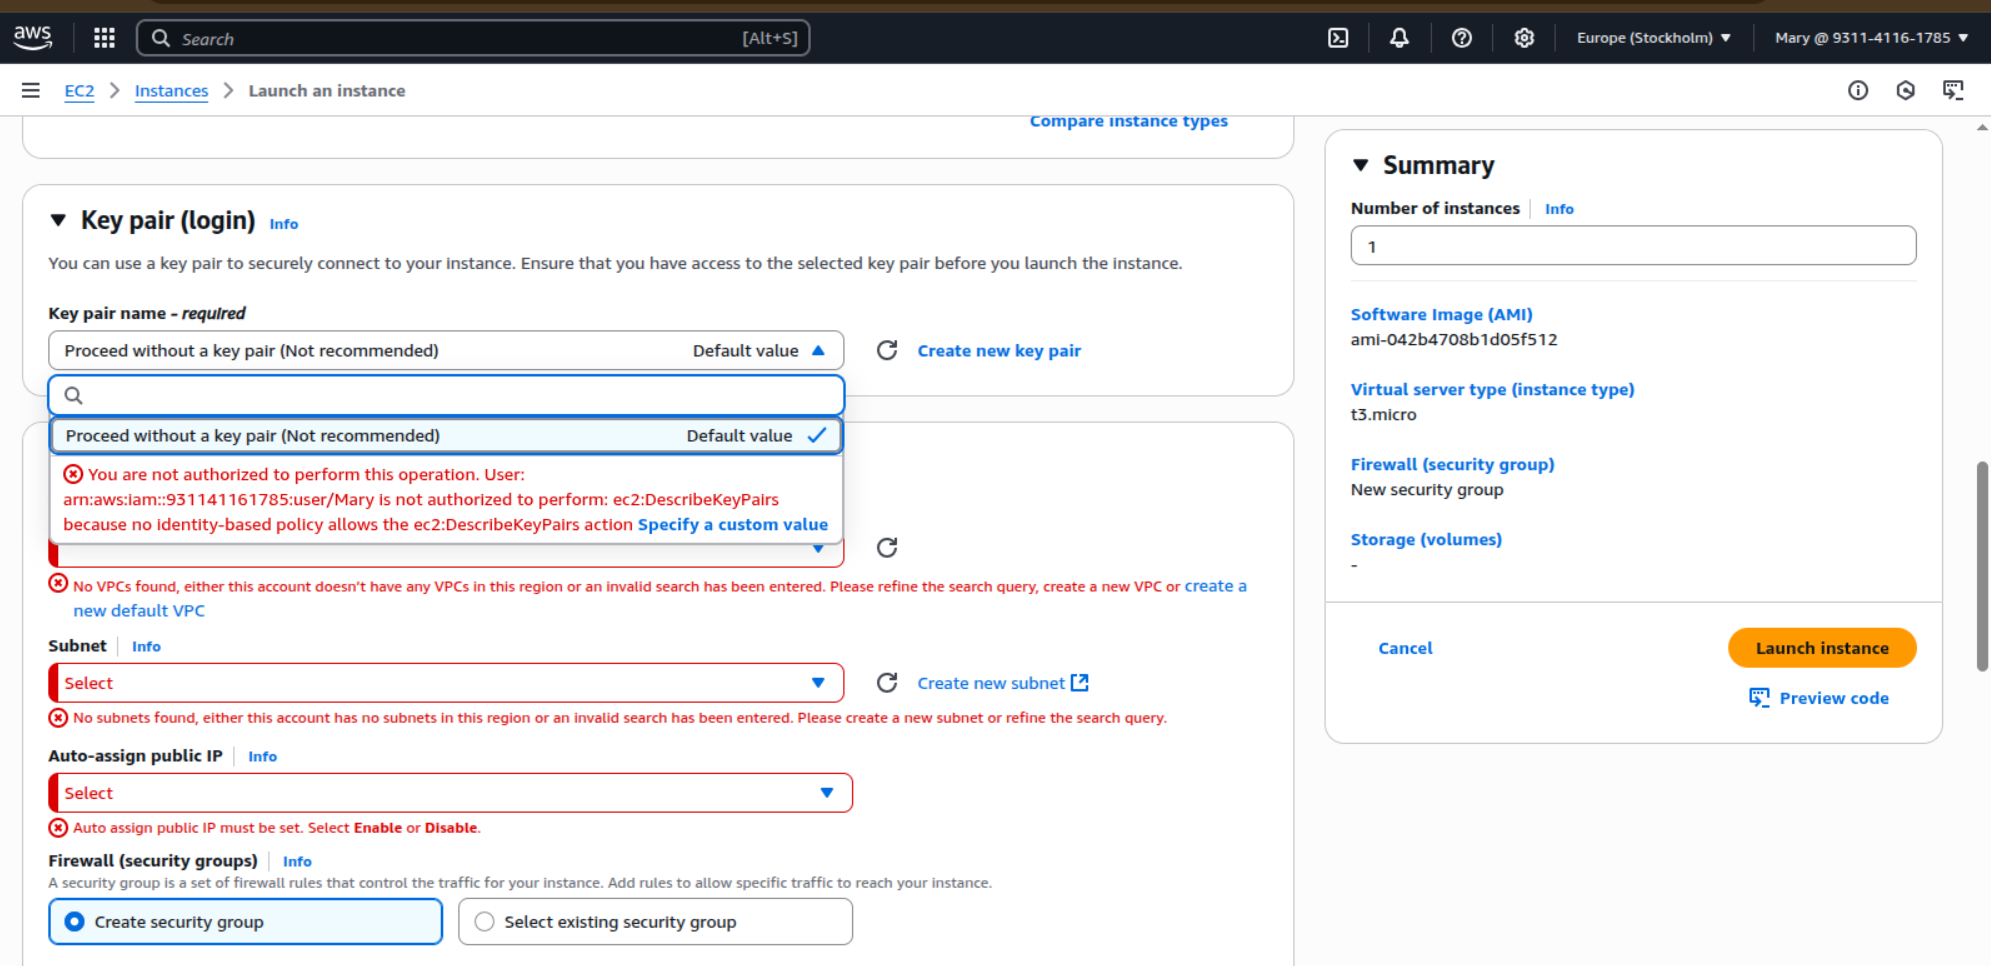 aws
Search [Alt+S]
Europe (Stockholm) Mary @ 9311-4116-1785
EC2 Instances Launch an instance
Compare instance types
Key pair (login) Info
You can use a key pair to securely connect to your instance. Ensure that you have access to the selected key pair before you launch the instance.
Key pair name - required
Proceed without a key pair (Not recommended) Default value
Create new key pair
Proceed without a key pair (Not recommended) Default value
You are not authorized to perform this operation. User:
arn:aws:iam::931141161785:user/Mary is not authorized to perform: ec2:DescribeKeyPairs
because no identity-based policy allows the ec2:DescribeKeyPairs action Specify a custom value
No VPCs found, either this account doesn't have any VPCs in this region or an invalid search has been entered. Please refine the search query, create a new VPC or create a
new default VPC
Subnet Info
Select
Create new subnet
No subnets found, either this account has no subnets in this region or an invalid search has been entered. Please create a new subnet or refine the search query.
Auto-assign public IP Info
Select
Auto assign public IP must be set. Select Enable or Disable.
Firewall (security groups) Info
A security group is a set of firewall rules that control the traffic for your instance. Add rules to allow specific traffic to reach your instance.
Create security group
Select existing security group
Summary
Number of instances Info
1
Software Image (AMI)
ami-042b4708b1d05f512
Virtual server type (instance type)
t3.micro
Firewall (security group)
New security group
Storage (volumes)
-
Cancel
Launch instance
Preview code